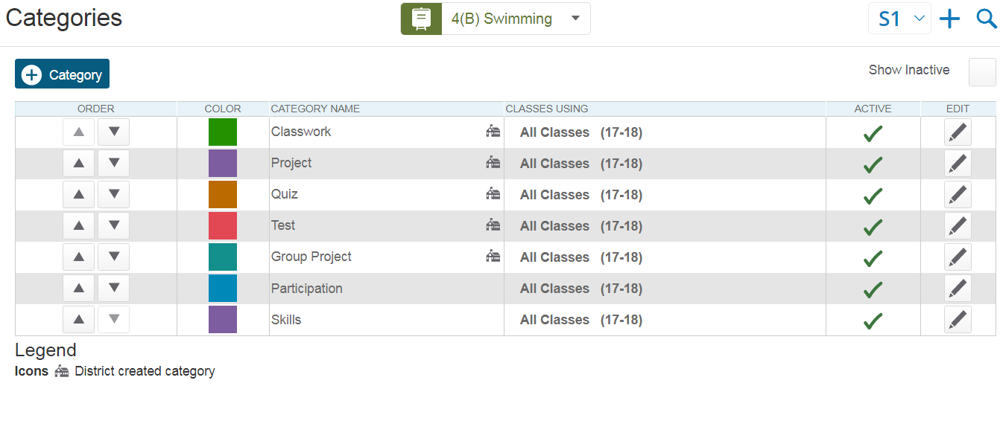 Categories 4(B) Swimming S1
Category Show Inactive
ORDER COLOR CATEGORY NAME CLASSES USING ACTIVE EDIT
Classwork All Classes (17-18)
Project All Classes (17-18)
Quiz All Classes (17-18)
Test All Classes (17-18)
Group Project All Classes (17-18)
Participation All Classes (17-18)
Skills All Classes (17-18)
Legend
Icons District created category